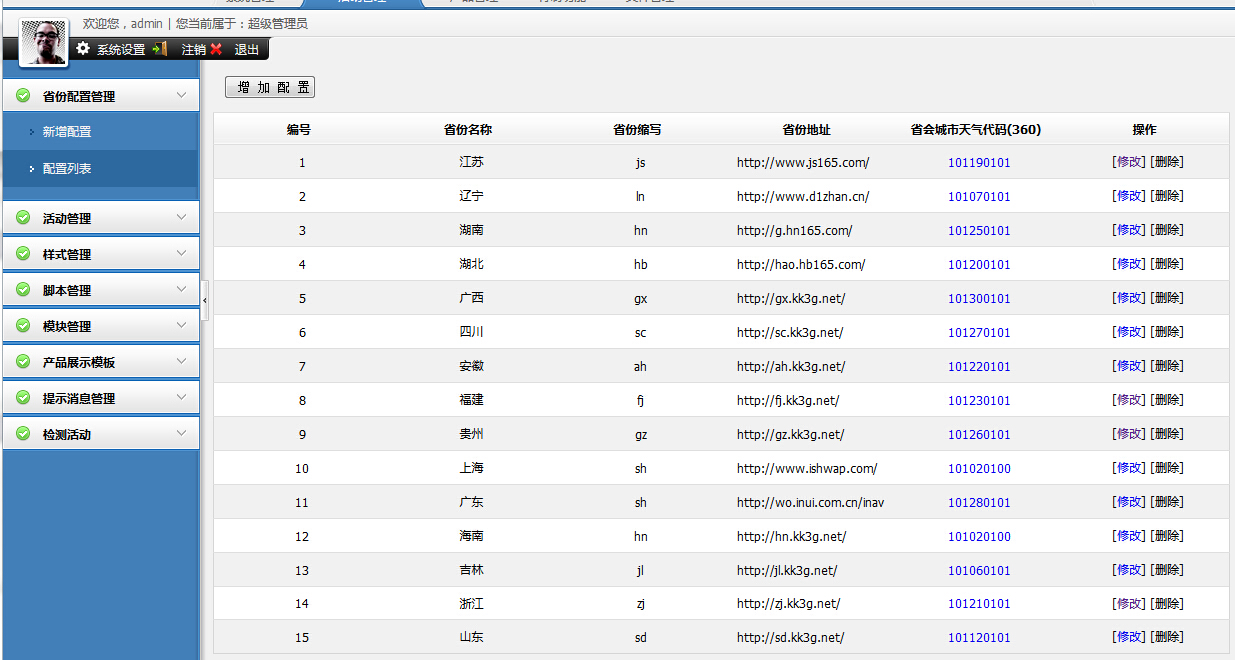 欢迎您，admin | 您当前属于：超级管理员
系统设置 注销 退出
省份配置管理
新增配置
配置列表
活动管理
样式管理
脚本管理
模块管理
产品展示模板
提示消息管理
检测活动
增 加 配 置
编号 省份名称 省份缩写 省份地址 省会城市天气代码(360) 操作
1 江苏 js http://www.js165.com/ 101190101 [修改] [删除]
2 辽宁 ln http://www.d1zhan.cn/ 101070101 [修改] [删除]
3 湖南 hn http://g.hn165.com/ 101250101 [修改] [删除]
4 湖北 hb http://hao.hb165.com/ 101200101 [修改] [删除]
5 广西 gx http://gx.kk3g.net/ 101300101 [修改] [删除]
6 四川 sc http://sc.kk3g.net/ 101270101 [修改] [删除]
7 安徽 ah http://ah.kk3g.net/ 101220101 [修改] [删除]
8 福建 fj http://fj.kk3g.net/ 101230101 [修改] [删除]
9 贵州 gz http://gz.kk3g.net/ 101260101 [修改] [删除]
10 上海 sh http://www.ishwap.com/ 101020100 [修改] [删除]
11 广东 sh http://wo.inui.com.cn/inav 101280101 [修改] [删除]
12 海南 hn http://hn.kk3g.net/ 101020100 [修改] [删除]
13 吉林 jl http://jl.kk3g.net/ 101060101 [修改] [删除]
14 浙江 zj http://zj.kk3g.net/ 101210101 [修改] [删除]
15 山东 sd http://sd.kk3g.net/ 101120101 [修改] [删除]